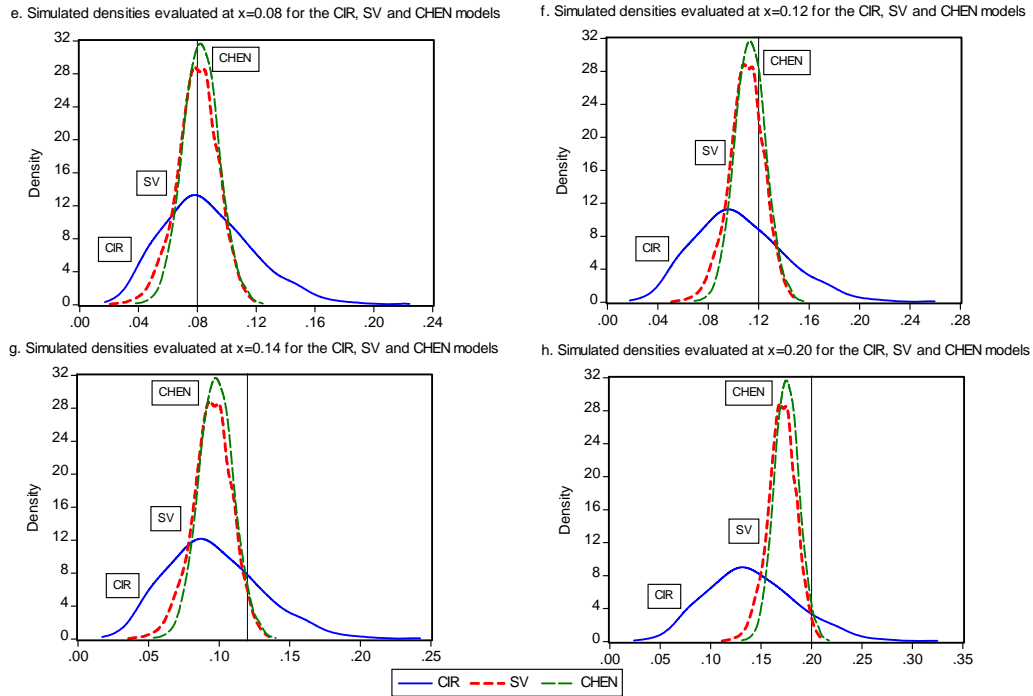 e. Simulated densities evaluated at x=0.08 for the CIR, SV and CHEN models
32
28
24
20
16
12
8
4
0
Density
CHEN
SV
CIR
.00 .04 .08 .12 .16 .20 .24
f. Simulated densities evaluated at x=0.12 for the CIR, SV and CHEN models
32
28
24
20
16
12
8
4
0
Density
CHEN
SV
CIR
.00 .04 .08 .12 .16 .20 .24 .28
g. Simulated densities evaluated at x=0.14 for the CIR, SV and CHEN models
32
28
24
20
16
12
8
4
0
Density
CHEN
SV
CIR
.00 .05 .10 .15 .20 .25
h. Simulated densities evaluated at x=0.20 for the CIR, SV and CHEN models
32
28
24
20
16
12
8
4
0
Density
CHEN
SV
CIR
.00 .05 .10 .15 .20 .25 .30 .35
CIR SV CHEN